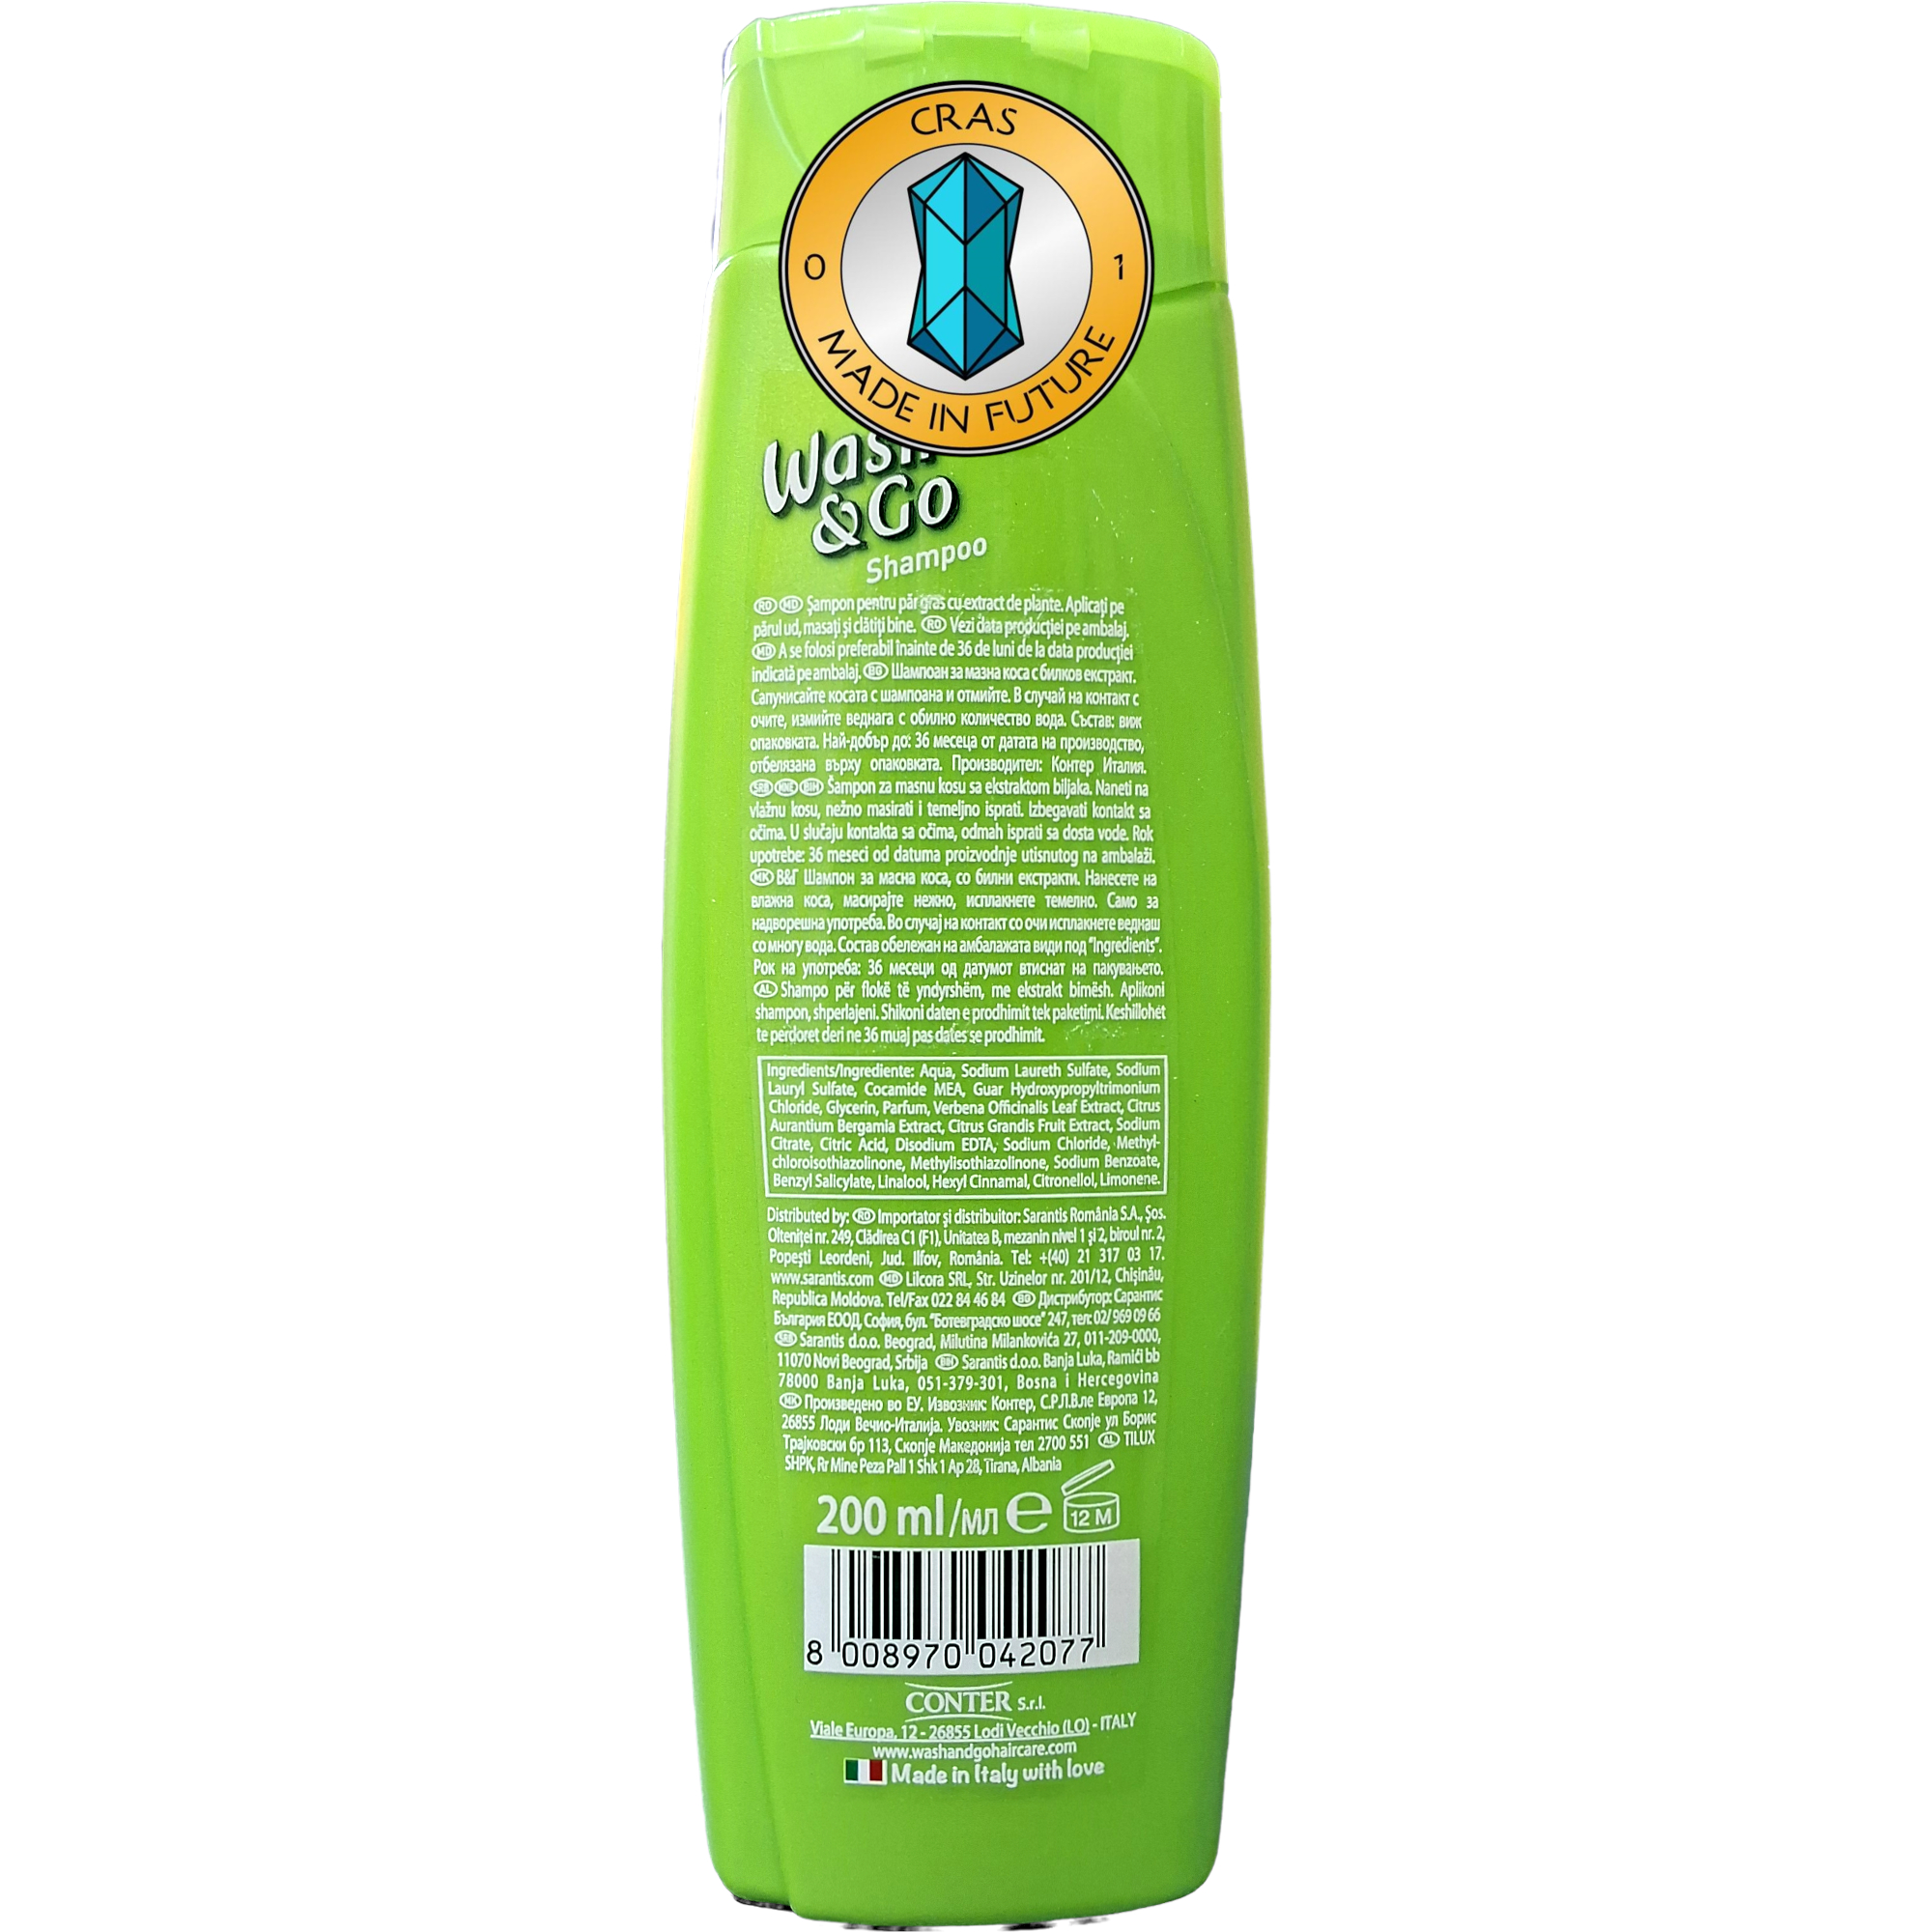 CRAS
0 1
MADE IN FUTURE
Wash
&Go
Shampoo
RO MD Șampon pentru păr gras cu extract de plante. Aplicați pe
părul ud, masați și clătiți bine. RO Vezi data producției pe ambalaj.
MD A se folosi preferabil înainte de 36 de luni de la data producției
indicată pe ambalaj. BG Шампоан за мазна коса с билков екстракт.
Сапунисайте косата с шампоана и отмийте. В случай на контакт с
очите, измийте веднага с обилно количество вода. Състав: виж
опаковката. Най-добър до: 36 месеца от датата на производство,
отбелязана върху опаковката. Производител: Контер Италия.
SRB MNE BIH Šampon za masnu kosu sa ekstraktom biljaka. Naneti na
vlažnu kosu, nežno masirati i temeljno isprati. Izbegavati kontakt sa
očima. U slučaju kontakta sa očima, odmah isprati sa dosta vode. Rok
upotrebe: 36 meseci od datuma proizvodnje utisnutog na ambalaži.
MK В&Г Шампон за масна коса, со билни екстракти. Нанесете на
влажна коса, масирајте нежно, исплакнете темелно. Само за
надворешна употреба. Во случај на контакт со очи исплакнете веднаш
со многу вода. Состав обележан на амбалажата види под "Ingredients".
Рок на употреба: 36 месеци од датумот втиснат на пакувањето.
AL Shampo për flokë të yndyrshëm, me ekstrakt bimësh. Aplikoni
shampon, shperlajeni. Shikoni daten e prodhimit tek paketimi. Keshillohet
te perdoret deri ne 36 muaj pas dates se prodhimit.
Ingredients/Ingrediente: Aqua, Sodium Laureth Sulfate, Sodium
Lauryl Sulfate, Cocamide MEA, Guar Hydroxypropyltrimonium
Chloride, Glycerin, Parfum, Verbena Officinalis Leaf Extract, Citrus
Aurantium Bergamia Extract, Citrus Grandis Fruit Extract, Sodium
Citrate, Citric Acid, Disodium EDTA, Sodium Chloride, Methyl-
chloroisothiazolinone, Methylisothiazolinone, Sodium Benzoate,
Benzyl Salicylate, Linalool, Hexyl Cinnamal, Citronellol, Limonene.
Distributed by: RO Importator și distribuitor: Sarantis România S.A., Șos.
Olteniței nr. 249, Clădirea C1 (F1), Unitatea B, mezanin nivel 1 și 2, biroul nr. 2,
Popești Leordeni, Jud. Ilfov, România. Tel: +(40) 21 317 03 17.
www.sarantis.com MD Lilcora SRL, Str. Uzinelor nr. 201/12, Chișinău,
Republica Moldova. Tel/Fax 022 84 46 84 BG Дистрибутор: Сарантис
България ЕООД, София, бул. "Ботевградско шосе" 247, тел: 02/ 969 09 66
SRB Sarantis d.o.o. Beograd, Milutina Milankovića 27, 011-209-0000,
11070 Novi Beograd, Srbija BIH Sarantis d.o.o. Banja Luka, Ramići bb
78000 Banja Luka, 051-379-301, Bosna i Hercegovina
MK Произведено во ЕУ. Извозник: Контер, С.Р.Л.Вле Европа 12,
26855 Лоди Вечио-Италија. Увозник: Сарантис Скопје ул Борис
Трајковски бр 113, Скопје Македонија тел 2700 551 AL TILUX
SHPK, Rr Mine Peza Pall 1 Shk 1 Ap 28, Tirana, Albania
200 ml/мл e 12 M
8 008970 042077
CONTER S.r.l.
Viale Europa, 12 - 26855 Lodi Vecchio (LO) - ITALY
www.washandgohaircare.com
Made in Italy with love